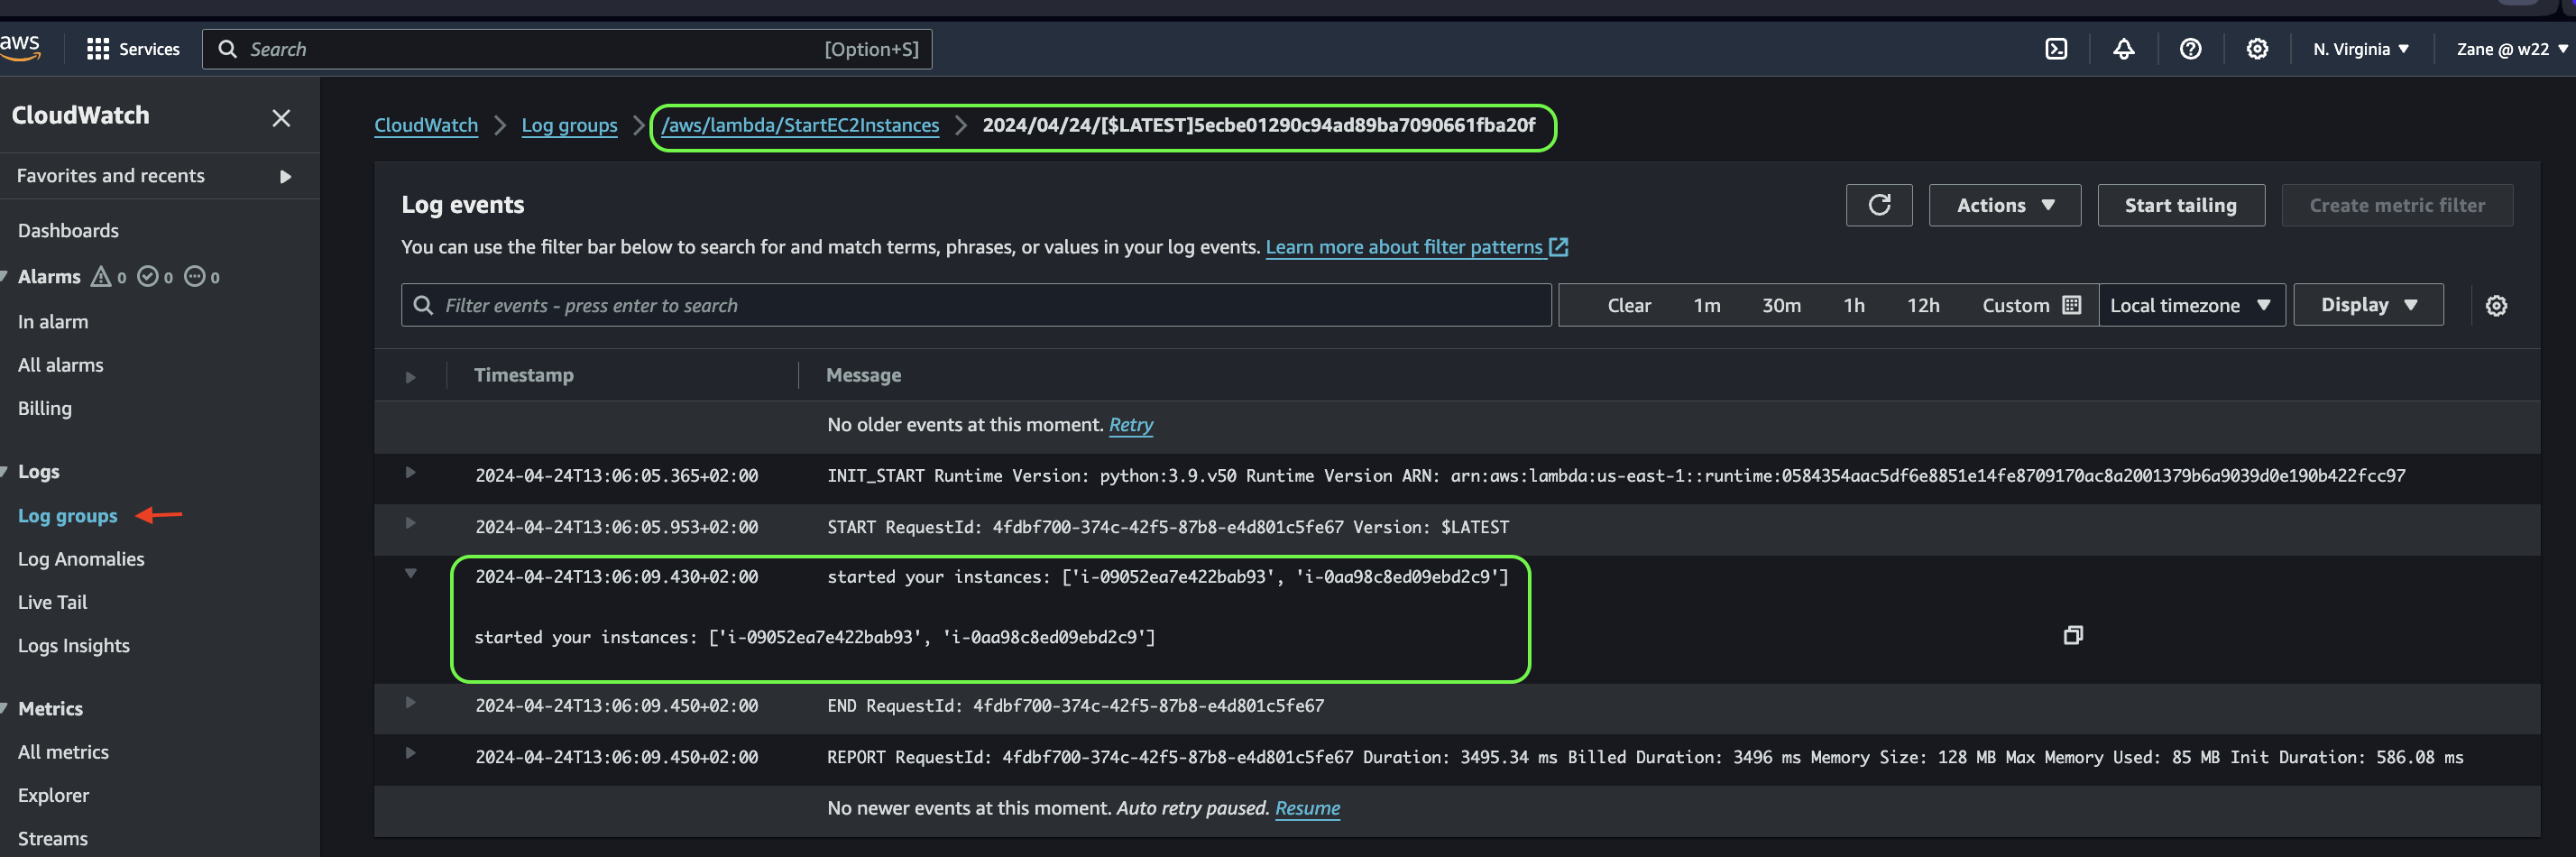 aws
Services
Search
[Option+S]
N. Virginia
Zane @ w22
CloudWatch
Favorites and recents
Dashboards
Alarms 0 0 0
In alarm
All alarms
Billing
Logs
Log groups
Log Anomalies
Live Tail
Logs Insights
Metrics
All metrics
Explorer
Streams
CloudWatch
Log groups
/aws/lambda/StartEC2Instances
2024/04/24/[$LATEST]5ecbe01290c94ad89ba7090661fba20f
Log events
Actions
Start tailing
Create metric filter
You can use the filter bar below to search for and match terms, phrases, or values in your log events. Learn more about filter patterns
Filter events - press enter to search
Clear
1m
30m
1h
12h
Custom
Local timezone
Display
Timestamp
Message
No older events at this moment. Retry
2024-04-24T13:06:05.365+02:00 INIT_START Runtime Version: python:3.9.v50 Runtime Version ARN: arn:aws:lambda:us-east-1::runtime:0584354aac5df6e8851e14fe8709170ac8a2001379b6a9039d0e190b422fcc97
2024-04-24T13:06:05.953+02:00 START RequestId: 4fdbf700-374c-42f5-87b8-e4d801c5fe67 Version: $LATEST
2024-04-24T13:06:09.430+02:00 started your instances: ['i-09052ea7e422bab93', 'i-0aa98c8ed09ebd2c9']
started your instances: ['i-09052ea7e422bab93', 'i-0aa98c8ed09ebd2c9']
2024-04-24T13:06:09.450+02:00 END RequestId: 4fdbf700-374c-42f5-87b8-e4d801c5fe67
2024-04-24T13:06:09.450+02:00 REPORT RequestId: 4fdbf700-374c-42f5-87b8-e4d801c5fe67 Duration: 3495.34 ms Billed Duration: 3496 ms Memory Size: 128 MB Max Memory Used: 85 MB Init Duration: 586.08 ms
No newer events at this moment. Auto retry paused. Resume